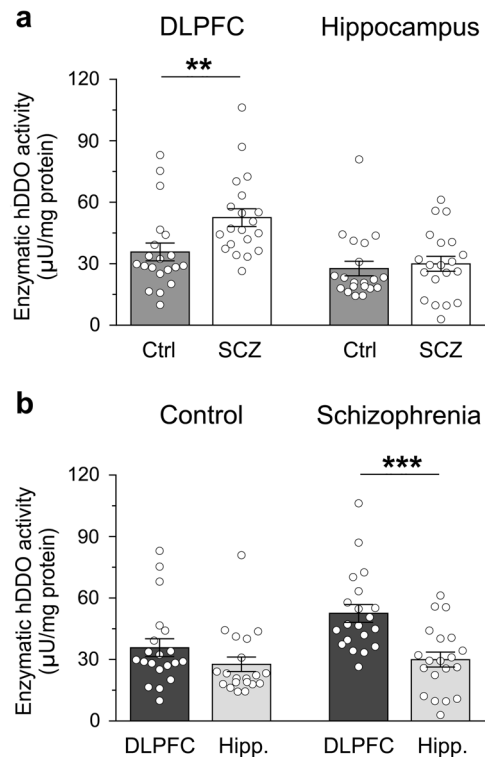 a
DLPFC Hippocampus
**
Enzymatic hDDO activity
(µU/mg protein)
120
90
60
30
0
Ctrl SCZ Ctrl SCZ
b
Control Schizophrenia
***
Enzymatic hDDO activity
(µU/mg protein)
120
90
60
30
0
DLPFC Hipp. DLPFC Hipp.